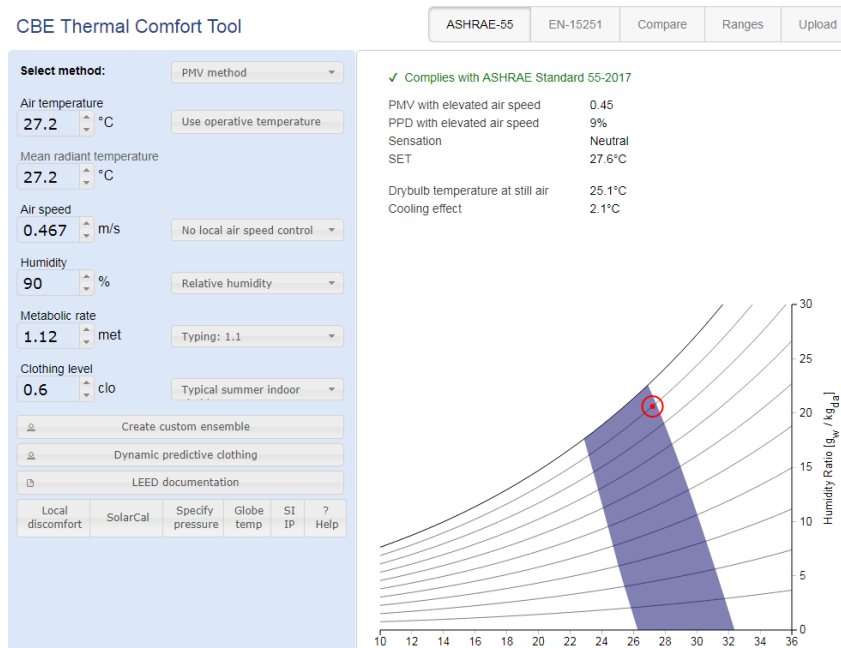 CBE Thermal Comfort Tool
ASHRAE-55 EN-15251 Compare Ranges Upload
Select method: PMV method
Air temperature
27.2 °C Use operative temperature
Mean radiant temperature
27.2 °C
Air speed
0.467 m/s No local air speed control
Humidity
90 % Relative humidity
Metabolic rate
1.12 met Typing: 1.1
Clothing level
0.6 clo Typical summer indoor
Create custom ensemble
Dynamic predictive clothing
LEED documentation
Local discomfort SolarCal Specify pressure Globe temp SI IP ? Help
✓ Complies with ASHRAE Standard 55-2017
PMV with elevated air speed 0.45
PPD with elevated air speed 9%
Sensation Neutral
SET 27.6°C
Drybulb temperature at still air 25.1°C
Cooling effect 2.1°C
30
25
20
15
10
5
0
Humidity Ratio [gw / kgda]
10 12 14 16 18 20 22 24 26 28 30 32 34 36